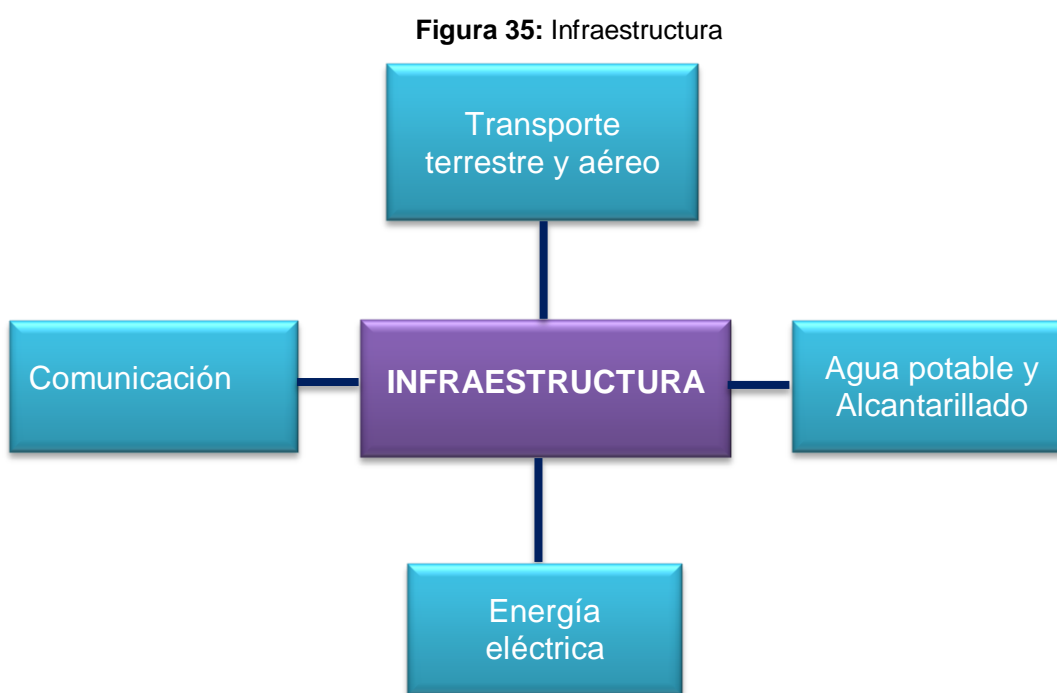 Figura 35: Infraestructura
Transporte
terrestre y aéreo
Comunicación
INFRAESTRUCTURA
Agua potable y
Alcantarillado
Energía
eléctrica